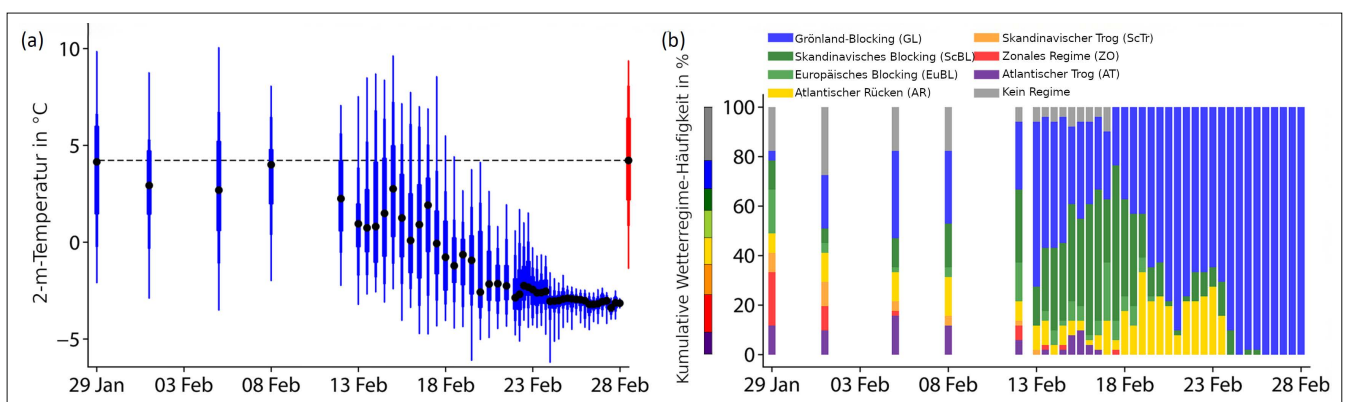 (a)
2-m-Temperatur in °C
10
5
0
−5
29 Jan 03 Feb 08 Feb 13 Feb 18 Feb 23 Feb 28 Feb
(b)
Grönland-Blocking (GL)
Skandinavisches Blocking (ScBL)
Europäisches Blocking (EuBL)
Atlantischer Rücken (AR)
Skandinavischer Trog (ScTr)
Zonales Regime (ZO)
Atlantischer Trog (AT)
Kein Regime
Kumulative Wetterregime-Häufigkeit in %
100
80
60
40
20
0
29 Jan 03 Feb 08 Feb 13 Feb 18 Feb 23 Feb 28 Feb